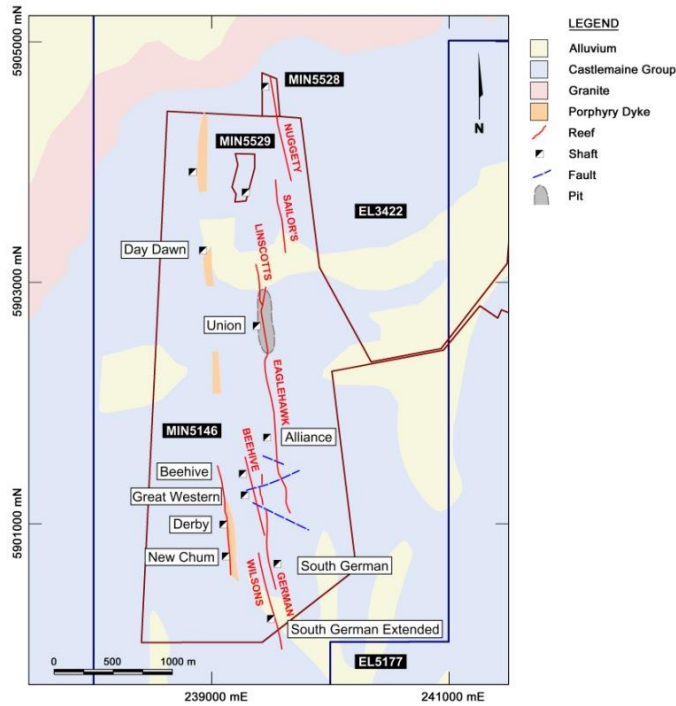 5905000 mN
5903000 mN
5901000 mN
MIN5528
MIN5529
NUGGETY
SAILOR'S
EL3422
LINSCOTTS
Day Dawn
Union
EAGLEHAWK
MIN5146
BEEHIVE
Alliance
Beehive
Great Western
Derby
New Chum
WILSONS
GERMAN
South German
South German Extended
0 500 1000 m
EL5177
239000 mE
241000 mE
LEGEND
Alluvium
Castlemaine Group
Granite
Porphyry Dyke
Reef
Shaft
Fault
Pit
N